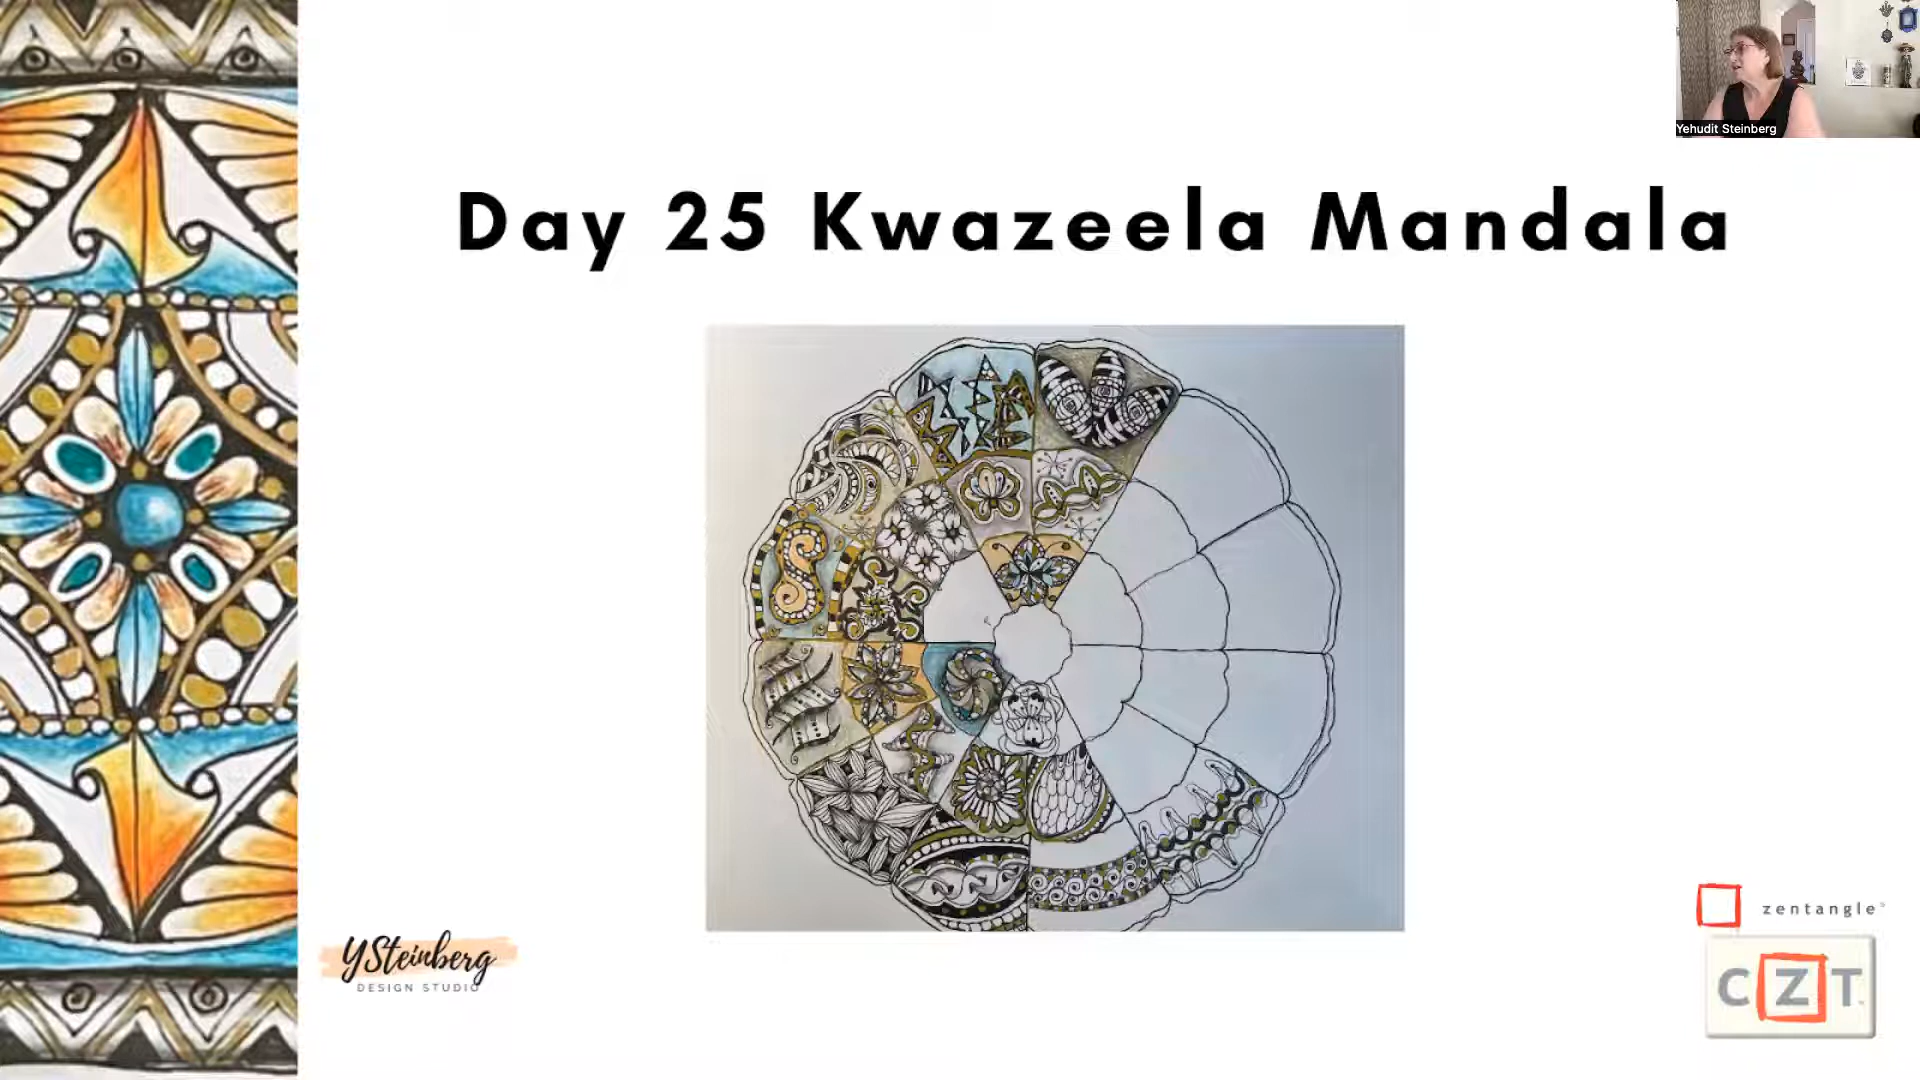 Yehudit Steinberg
Day 25 Kwazeela Mandala
YSteinberg
DESIGN STUDIO
zentangle®
CZT